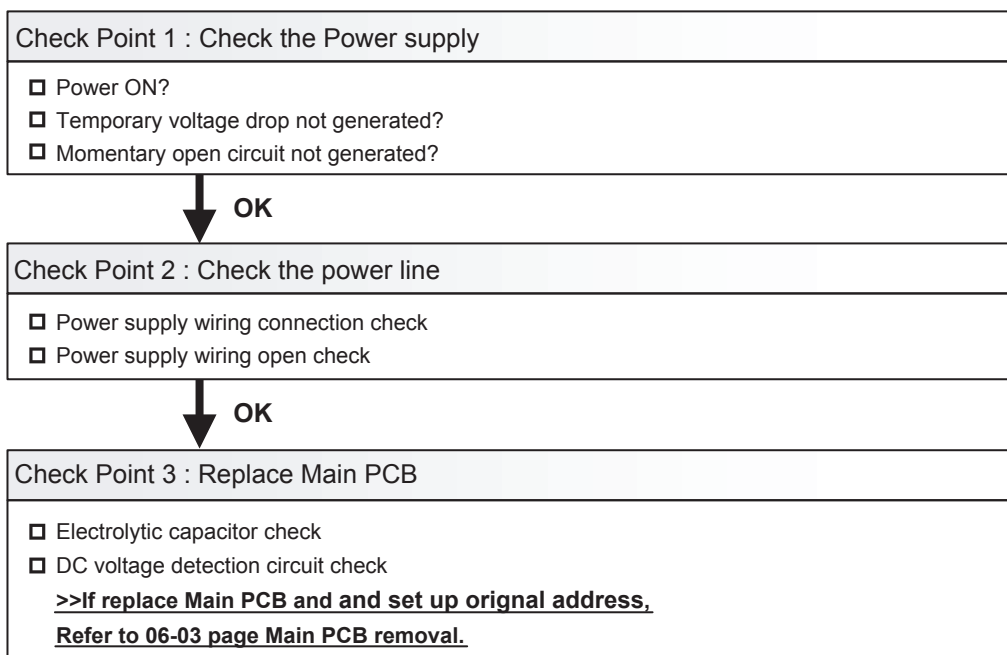 Check Point 1 : Check the Power supply
Power ON?
Temporary voltage drop not generated?
Momentary open circuit not generated?
OK
Check Point 2 : Check the power line
Power supply wiring connection check
Power supply wiring open check
OK
Check Point 3 : Replace Main PCB
Electrolytic capacitor check
DC voltage detection circuit check
>>If replace Main PCB and and set up orignal address,
Refer to 06-03 page Main PCB removal.